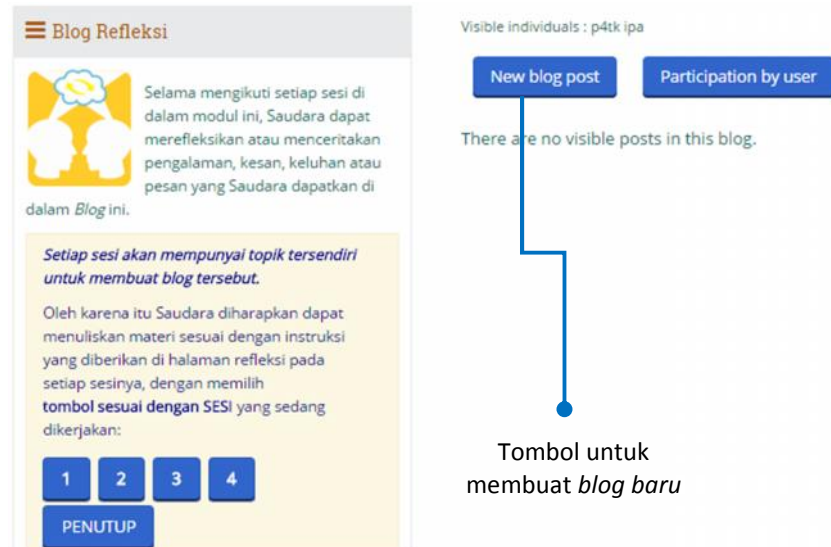 Blog Refleksi
Selama mengikuti setiap sesi di
dalam modul ini, Saudara dapat
merefleksikan atau menceritakan
pengalaman, kesan, keluhan atau
pesan yang Saudara dapatkan di
dalam Blog ini.
Setiap sesi akan mempunyai topik tersendiri
untuk membuat blog tersebut.
Oleh karena itu Saudara diharapkan dapat
menuliskan materi sesuai dengan instruksi
yang diberikan di halaman refleksi pada
setiap sesinya, dengan memilih
tombol sesuai dengan SESI yang sedang
dikerjakan:
1 2 3 4
PENUTUP
Visible individuals : p4tk ipa
New blog post Participation by user
There are no visible posts in this blog.
Tombol untuk
membuat blog baru